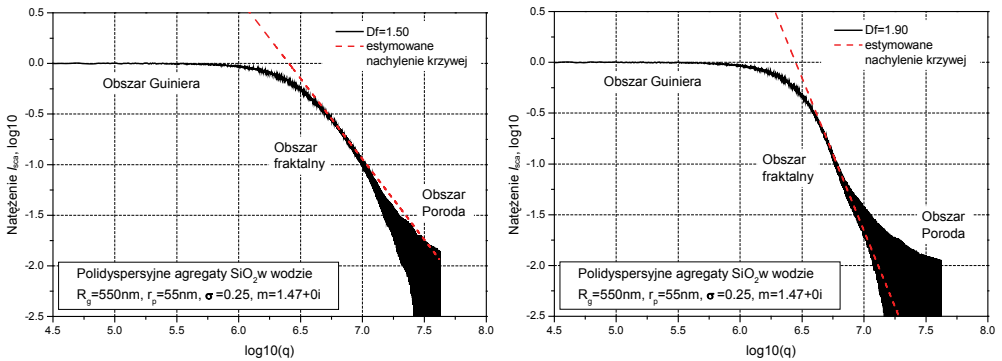 Df=1.50
estymowane
nachylenie krzywej
Obszar Guiniera
Obszar
fraktalny
Obszar
Poroda
Polidyspersyjne agregaty SiO₂w wodzie
R_g=550nm, r_p=55nm, σ=0.25, m=1.47+0i
Natężenie I_sca, log10
0.5
0.0
-0.5
-1.0
-1.5
-2.0
-2.5
4.5 5.0 5.5 6.0 6.5 7.0 7.5 8.0
log10(q)
Df=1.90
estymowane
nachylenie krzywej
Obszar Guiniera
Obszar
fraktalny
Obszar
Poroda
Polidyspersyjne agregaty SiO₂w wodzie
R_g=550nm, r_p=55nm, σ=0.25, m=1.47+0i
Natężenie I_sca, log10
0.5
0.0
-0.5
-1.0
-1.5
-2.0
-2.5
4.5 5.0 5.5 6.0 6.5 7.0 7.5 8.0
log10(q)